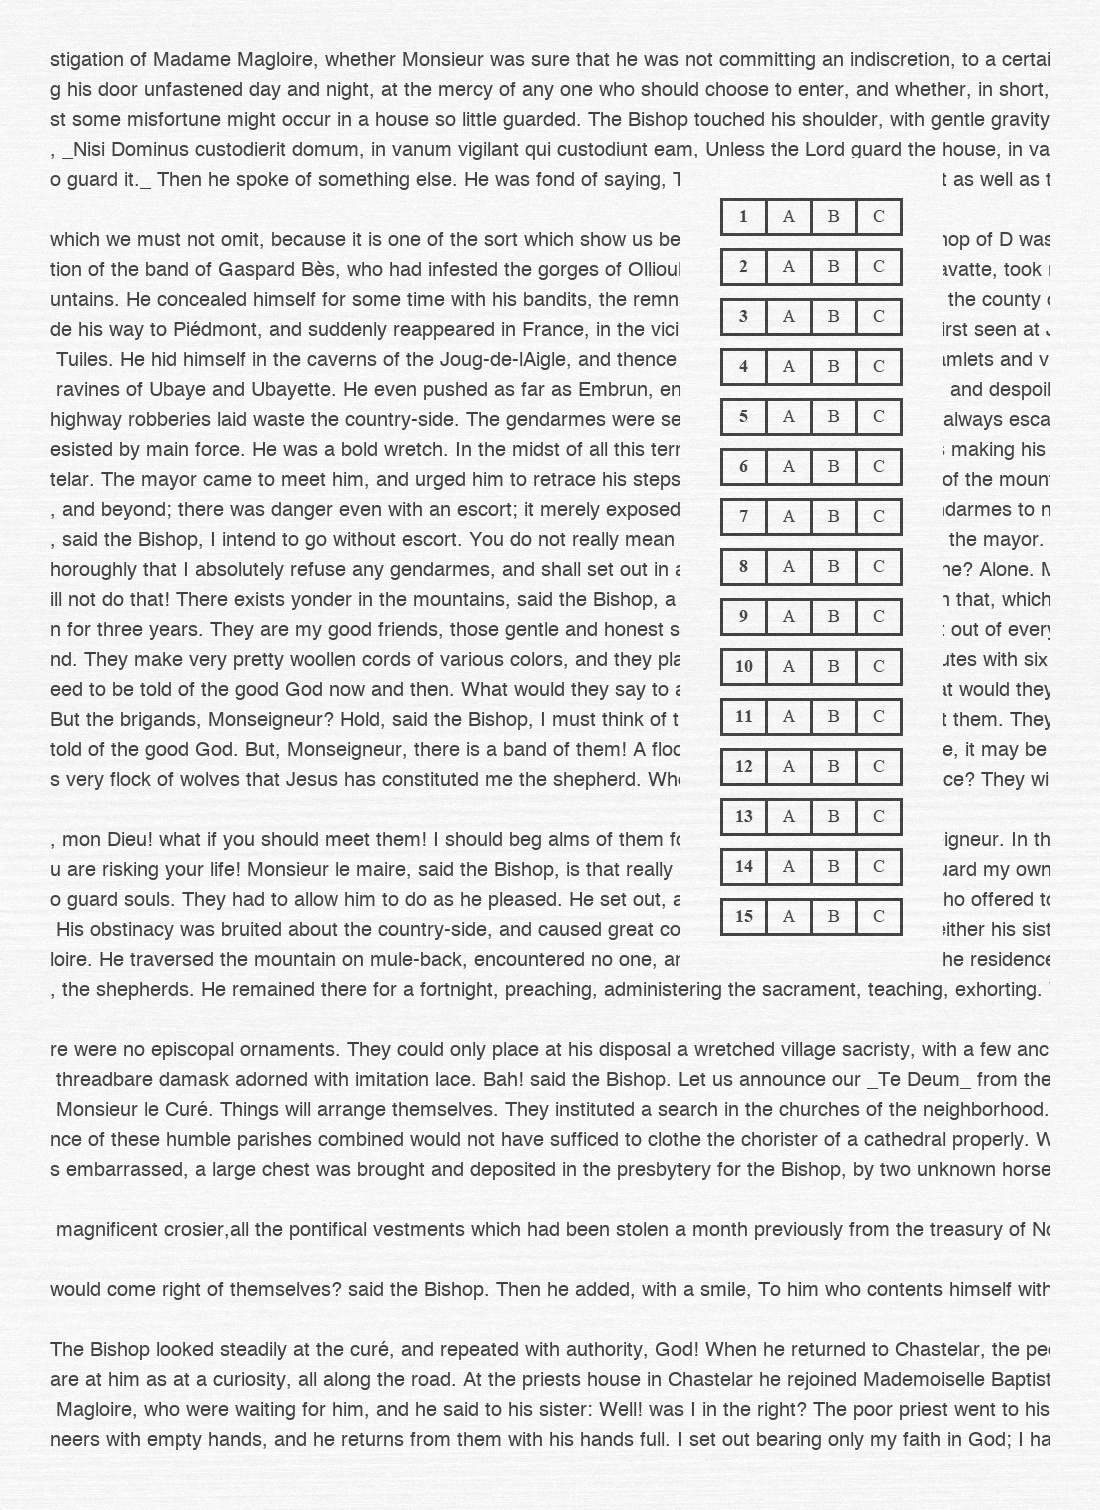 stigation of Madame Magloire, whether Monsieur was sure that he was not committing an indiscretion, to a certai
g his door unfastened day and night, at the mercy of any one who should choose to enter, and whether, in short,
st some misfortune might occur in a house so little guarded. The Bishop touched his shoulder, with gentle gravity
, _Nisi Dominus custodierit domum, in vanum vigilant qui custodiunt eam, Unless the Lord guard the house, in va
o guard it._ Then he spoke of something else. He was fond of saying, as well as
which we must not omit, because it is one of the sort which show us be hop of D was
tion of the band of Gaspard Bès, who had infested the gorges of Ollioul avatte, took
untains. He concealed himself for some time with his bandits, the remn the county
de his way to Piédmont, and suddenly reappeared in France, in the vici irst seen at
Tuiles. He hid himself in the caverns of the Joug-de-lAigle, and thence amlets and v
ravines of Ubaye and Ubayette. He even pushed as far as Embrun, en and despoil
highway robberies laid waste the country-side. The gendarmes were se always esca
esisted by main force. He was a bold wretch. In the midst of all this terr making his
telar. The mayor came to meet him, and urged him to retrace his steps of the moun
, and beyond; there was danger even with an escort; it merely exposed ndarmes to n
, said the Bishop, I intend to go without escort. You do not really mean the mayor.
horoughly that I absolutely refuse any gendarmes, and shall set out in a ne? Alone. M
ill not do that! There exists yonder in the mountains, said the Bishop, a that, which
n for three years. They are my good friends, those gentle and honest s out of every
nd. They make very pretty woollen cords of various colors, and they pla utes with six
eed to be told of the good God now and then. What would they say to a at would they
But the brigands, Monseigneur? Hold, said the Bishop, I must think of t them. They
told of the good God. But, Monseigneur, there is a band of them! A floc e, it may be
s very flock of wolves that Jesus has constituted me the shepherd. Who ce? They wi
, mon Dieu! what if you should meet them! I should beg alms of them fo igneur. In th
u are risking your life! Monsieur le maire, said the Bishop, is that really uard my own
o guard souls. They had to allow him to do as he pleased. He set out, a ho offered to
His obstinacy was bruited about the country-side, and caused great co either his sist
loire. He traversed the mountain on mule-back, encountered no one, an he residence
, the shepherds. He remained there for a fortnight, preaching, administering the sacrament, teaching, exhorting.
re were no episcopal ornaments. They could only place at his disposal a wretched village sacristy, with a few anc
threadbare damask adorned with imitation lace. Bah! said the Bishop. Let us announce our _Te Deum_ from the
Monsieur le Curé. Things will arrange themselves. They instituted a search in the churches of the neighborhood.
nce of these humble parishes combined would not have sufficed to clothe the chorister of a cathedral properly. W
s embarrassed, a large chest was brought and deposited in the presbytery for the Bishop, by two unknown horse
magnificent crosier,all the pontifical vestments which had been stolen a month previously from the treasury of No
would come right of themselves? said the Bishop. Then he added, with a smile, To him who contents himself with
The Bishop looked steadily at the curé, and repeated with authority, God! When he returned to Chastelar, the peo
are at him as at a curiosity, all along the road. At the priests house in Chastelar he rejoined Mademoiselle Baptist
Magloire, who were waiting for him, and he said to his sister: Well! was I in the right? The poor priest went to his
neers with empty hands, and he returns from them with his hands full. I set out bearing only my faith in God; I ha
1 A B C
2 A B C
3 A B C
4 A B C
5 A B C
6 A B C
7 A B C
8 A B C
9 A B C
10 A B C
11 A B C
12 A B C
13 A B C
14 A B C
15 A B C